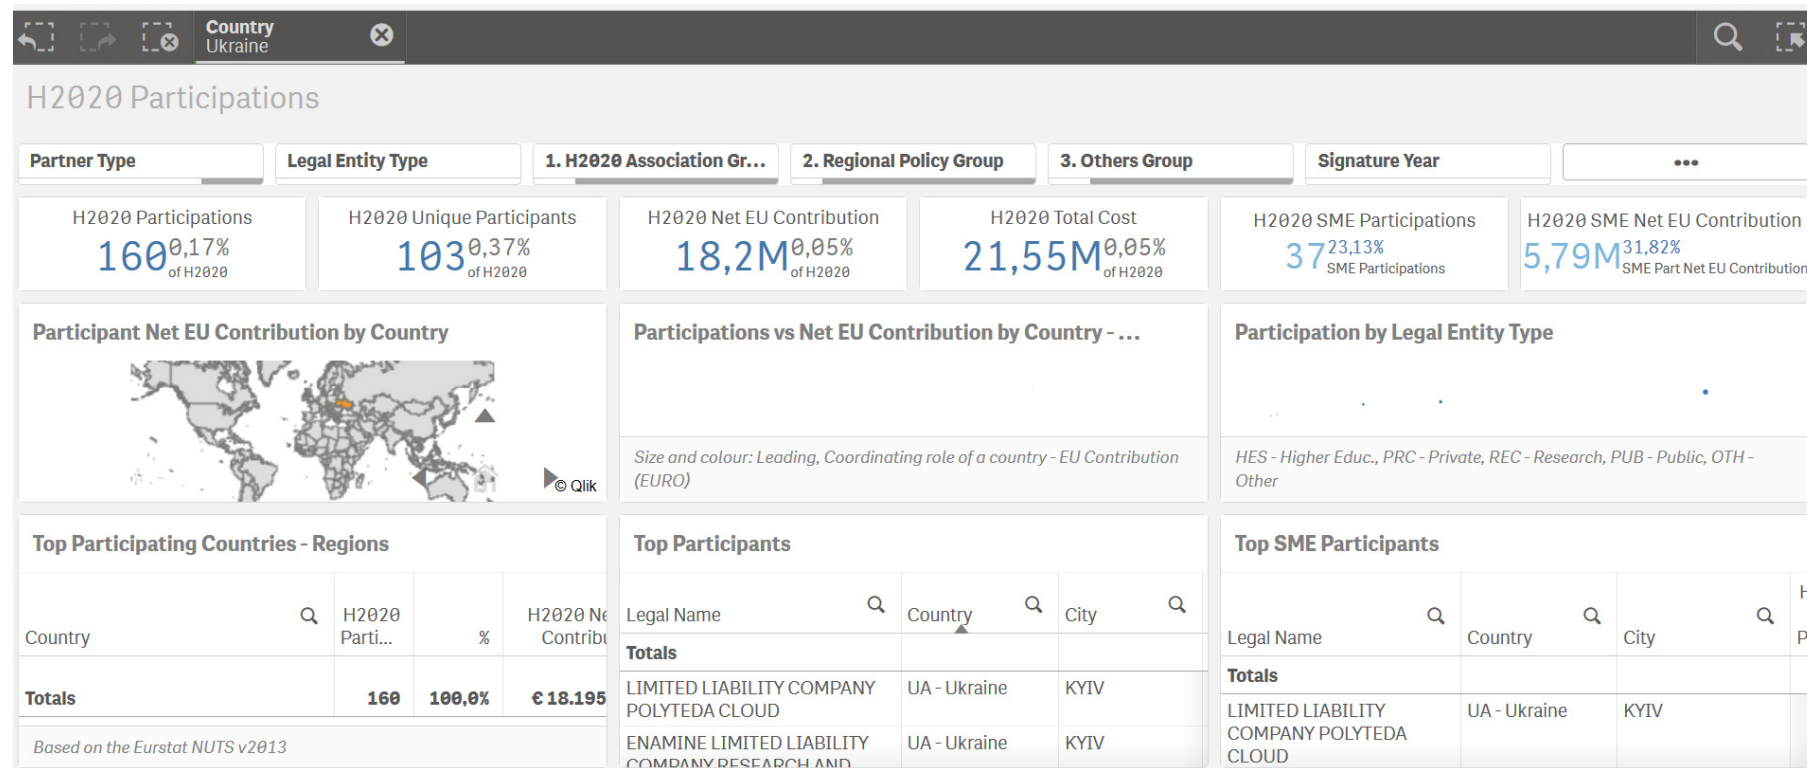 Country
Ukraine
H2020 Participations
Partner Type
Legal Entity Type
1. H2020 Association Gr...
2. Regional Policy Group
3. Others Group
Signature Year
•••
H2020 Participations
160 0,17%
of H2020
H2020 Unique Participants
103 0,37%
of H2020
H2020 Net EU Contribution
18,2M 0,05%
of H2020
H2020 Total Cost
21,55M 0,05%
of H2020
H2020 SME Participations
37 23,13%
SME Participations
H2020 SME Net EU Contribution
5,79M 31,82%
SME Part Net EU Contribution
Participant Net EU Contribution by Country
© Qlik
Participations vs Net EU Contribution by Country - ...
Size and colour: Leading, Coordinating role of a country - EU Contribution
(EURO)
Participation by Legal Entity Type
HES - Higher Educ., PRC - Private, REC - Research, PUB - Public, OTH -
Other
Top Participating Countries - Regions
Country
H2020
Parti...
%
H2020 Ne
Contribu
Totals 160 100,0% € 18.195
Based on the Eurstat NUTS v2013
Top Participants
Legal Name Country City
Totals
LIMITED LIABILITY COMPANY UA - Ukraine KYIV
POLYTEDA CLOUD
ENAMINE LIMITED LIABILITY UA - Ukraine KYIV
COMPANY RESEARCH AND
Top SME Participants
H
Legal Name Country City P
Totals
LIMITED LIABILITY UA - Ukraine KYIV
COMPANY POLYTEDA
CLOUD